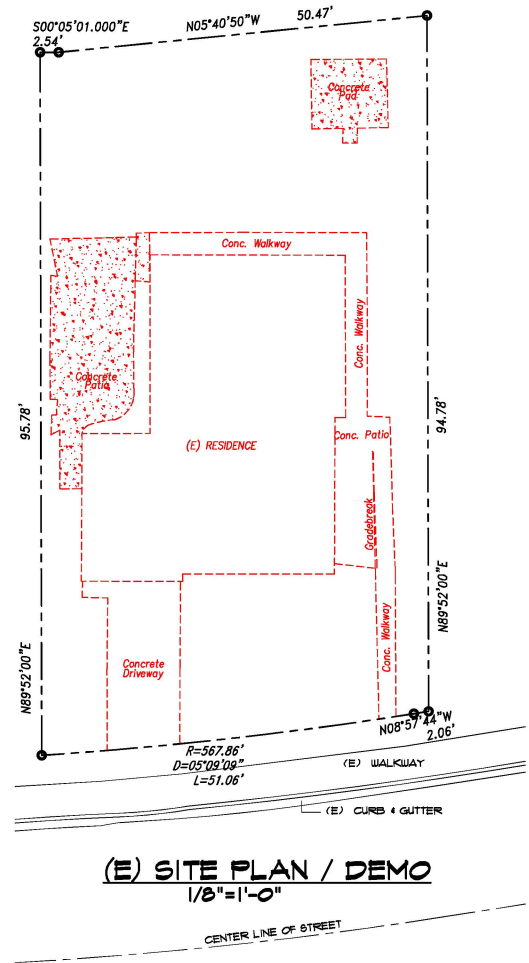 S00°05'01.000"E
2.54'
N05°40'50"W
50.47'
Concrete
Pad
Conc. Walkway
Conc. Walkway
Concrete
Patio
95.78'
94.78'
Conc. Patio
(E) RESIDENCE
Gradebreak
N89°52'00"E
N89°52'00"E
Conc. Walkway
Concrete
Driveway
N08°57'44"W
2.06'
R=567.86'
D=05°09'09"
L=51.06'
(E) WALKWAY
(E) CURB & GUTTER
(E) SITE PLAN / DEMO
1/8"=1'-0"
CENTER LINE OF STREET